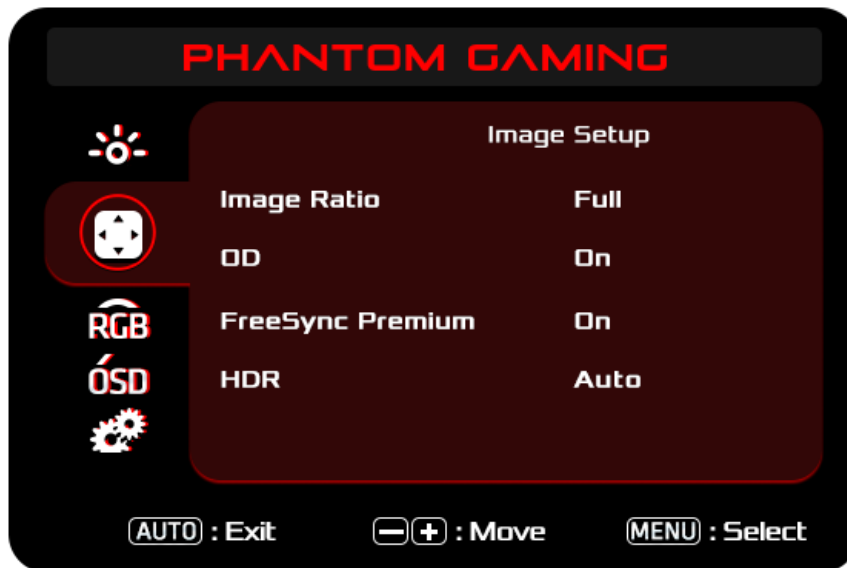 PHANTOM GAMING
Image Setup
Image Ratio Full
OD On
RGB
FreeSync Premium On
OSD
HDR Auto
AUTO : Exit - + : Move MENU : Select